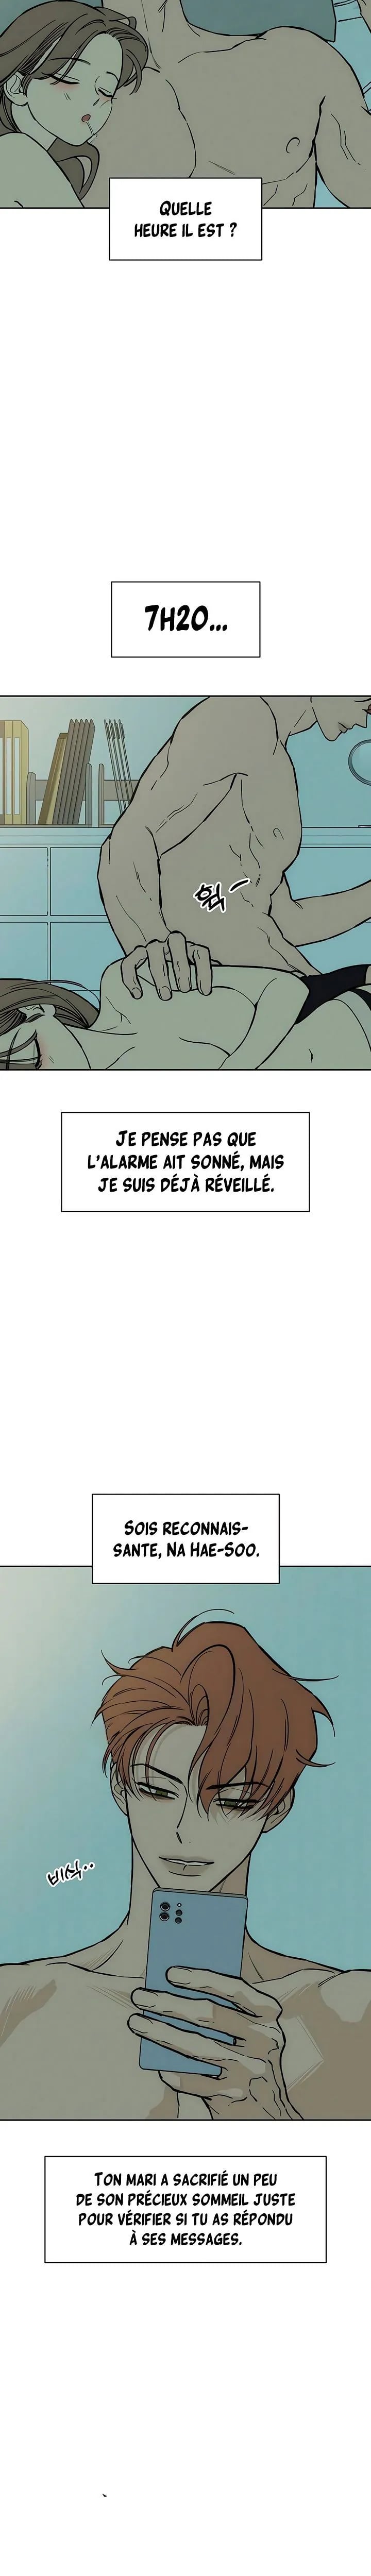 QUELLE
HEURE IL EST ?
7H20...
휙
JE PENSE PAS QUE
L'ALARME AIT SONNÉ, MAIS
JE SUIS DÉJÀ RÉVEILLÉ.
SOIS RECONNAIS-
SANTE, NA HAE-SOO.
비식..
TON MARI A SACRIFIÉ UN PEU
DE SON PRÉCIEUX SOMMEIL JUSTE
POUR VÉRIFIER SI TU AS RÉPONDU
À SES MESSAGES.